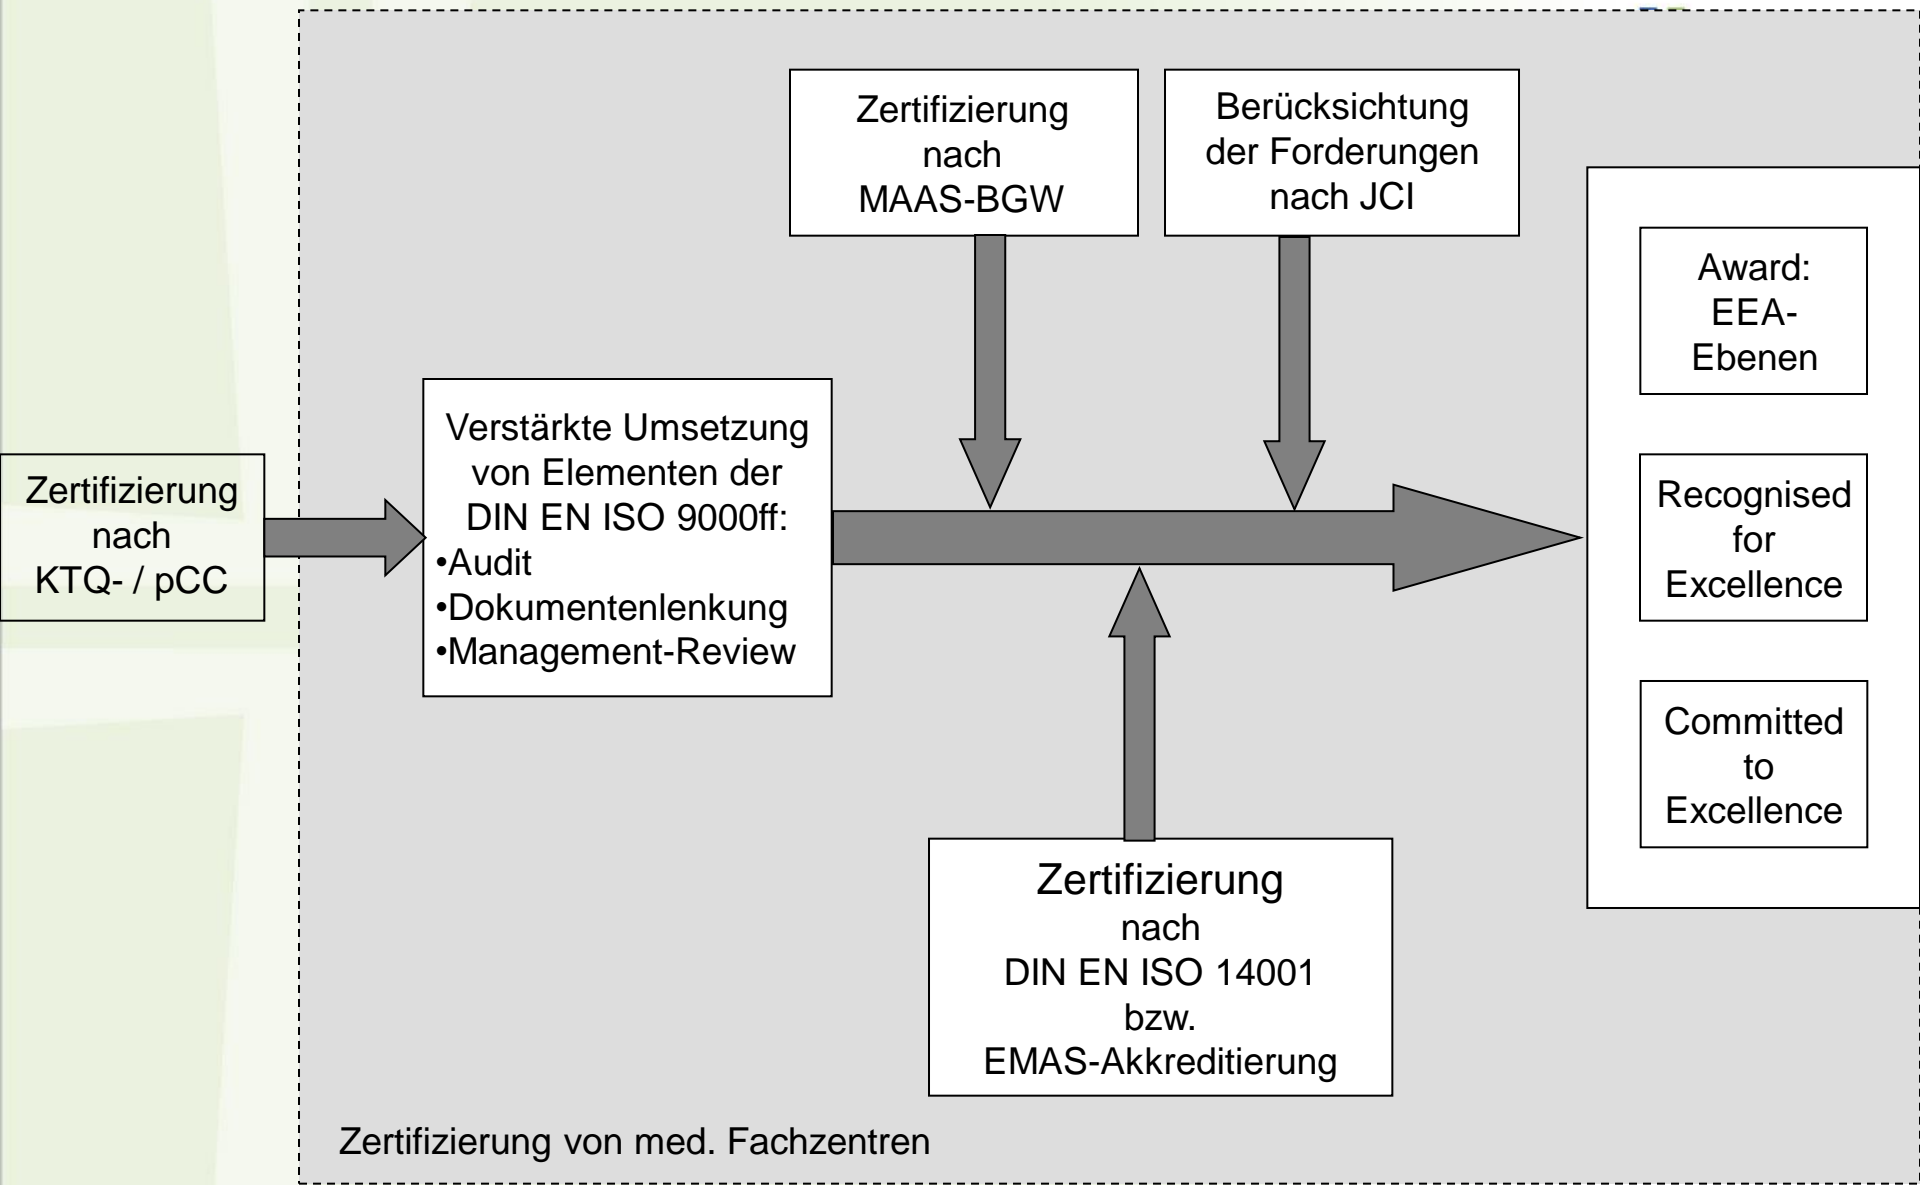 Zertifizierung
nach
KTQ- / pCC
Verstärkte Umsetzung
von Elementen der
DIN EN ISO 9000ff:
•Audit
•Dokumentenlenkung
•Management-Review
Zertifizierung
nach
MAAS-BGW
Berücksichtung
der Forderungen
nach JCI
Zertifizierung
nach
DIN EN ISO 14001
bzw.
EMAS-Akkreditierung
Award:
EEA-
Ebenen
Recognised
for
Excellence
Committed
to
Excellence
Zertifizierung von med. Fachzentren